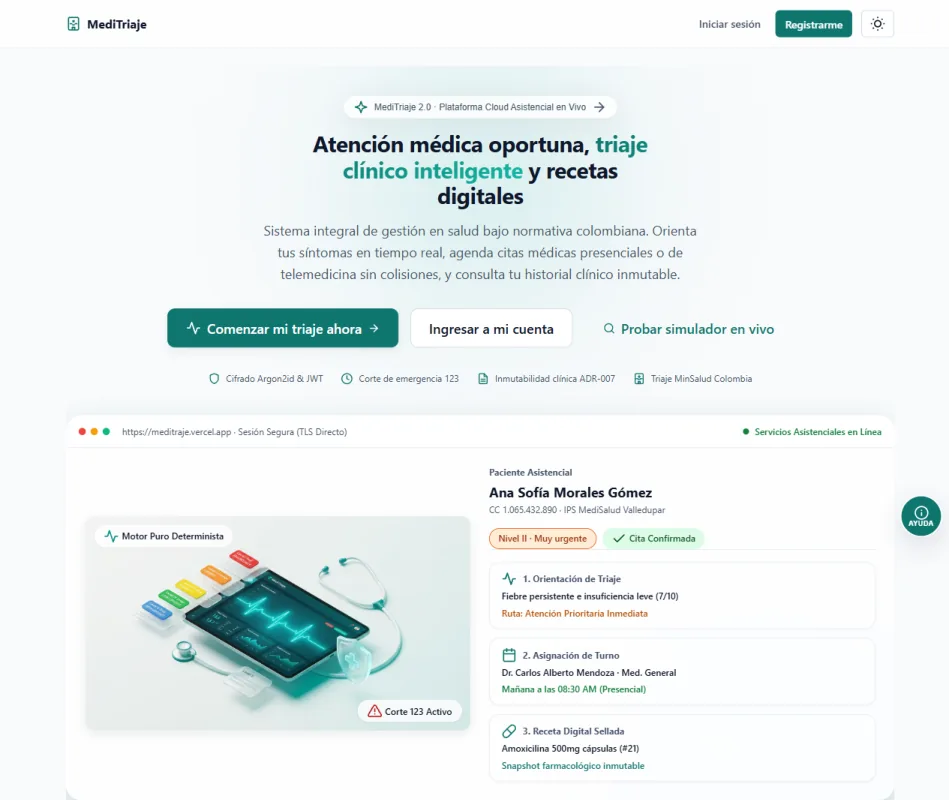 MediTriaje
Iniciar sesión
Registrarme
MediTriaje 2.0 · Plataforma Cloud Asistencial en Vivo
Atención médica oportuna, triaje
clínico inteligente y recetas
digitales
Sistema integral de gestión en salud bajo normativa colombiana. Orienta
tus síntomas en tiempo real, agenda citas médicas presenciales o de
telemedicina sin colisiones, y consulta tu historial clínico inmutable.
Comenzar mi triaje ahora
Ingresar a mi cuenta
Probar simulador en vivo
Cifrado Argon2id & JWT
Corte de emergencia 123
Inmutabilidad clínica ADR-007
Triaje MinSalud Colombia
https://meditraje.vercel.app · Sesión Segura (TLS Directo)
Servicios Asistenciales en Línea
Motor Puro Determinista
Corte 123 Activo
Paciente Asistencial
Ana Sofía Morales Gómez
CC 1.065.432.890 · IPS MediSalud Valledupar
Nivel II · Muy urgente
Cita Confirmada
1. Orientación de Triaje
Fiebre persistente e insuficiencia leve (7/10)
Ruta: Atención Prioritaria Inmediata
2. Asignación de Turno
Dr. Carlos Alberto Mendoza · Med. General
Mañana a las 08:30 AM (Presencial)
3. Receta Digital Sellada
Amoxicilina 500mg cápsulas (#21)
Snapshot farmacológico inmutable
AYUDA